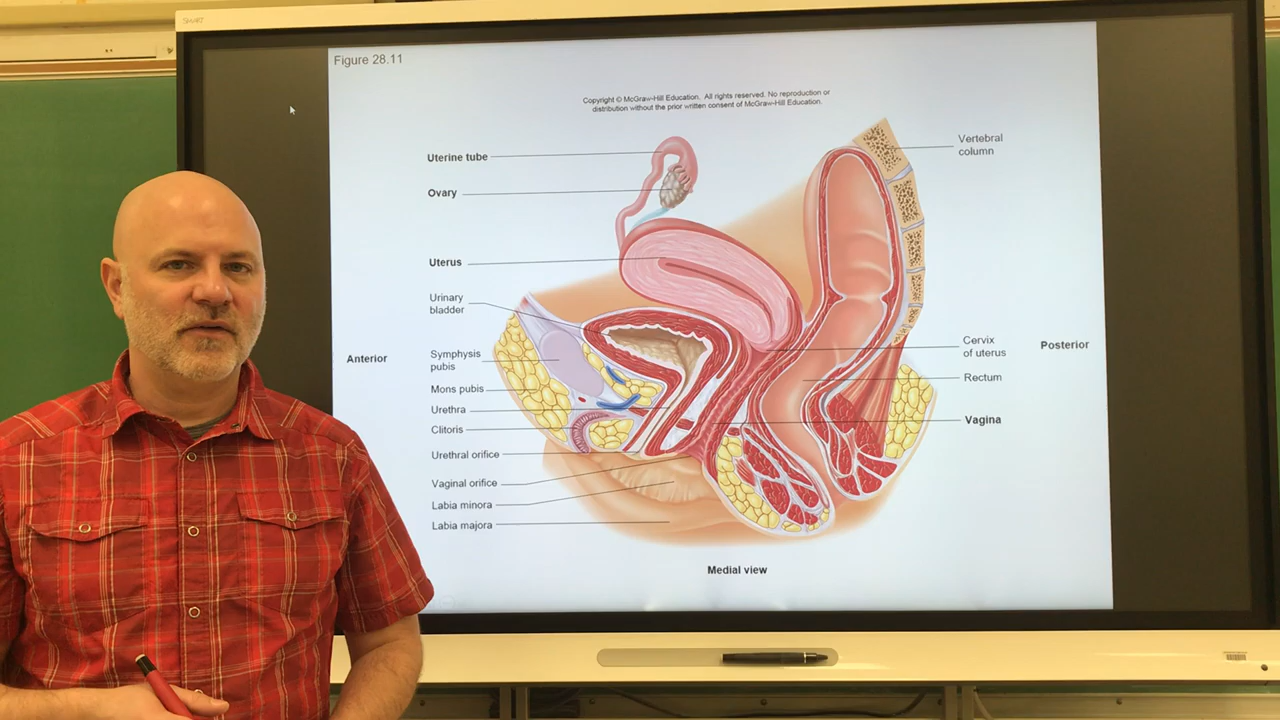 SMART
Figure 28.11
Copyright © McGraw-Hill Education. All rights reserved. No reproduction or
distribution without the prior written consent of McGraw-Hill Education.
Uterine tube
Ovary
Uterus
Urinary
bladder
Anterior
Symphysis
pubis
Mons pubis
Urethra
Clitoris
Urethral orifice
Vaginal orifice
Labia minora
Labia majora
Vertebral
column
Cervix
of uterus
Posterior
Rectum
Vagina
Medial view